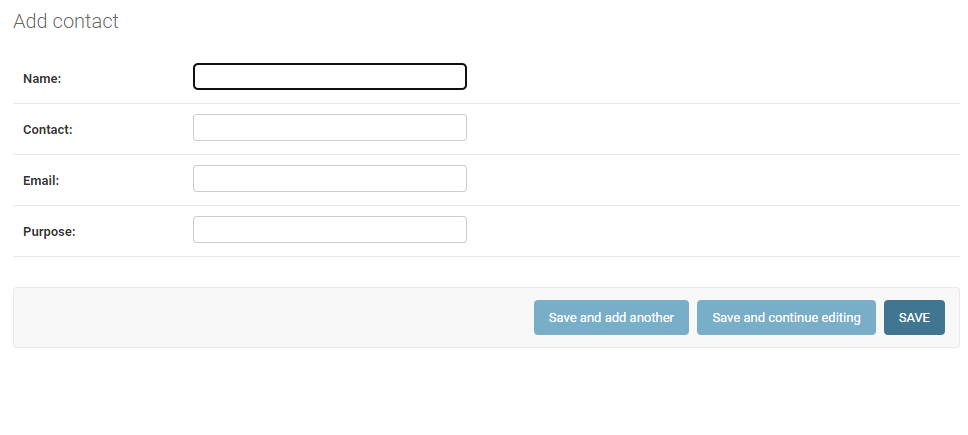 Add contact
Name:
Contact:
Email:
Purpose:
Save and add another Save and continue editing SAVE